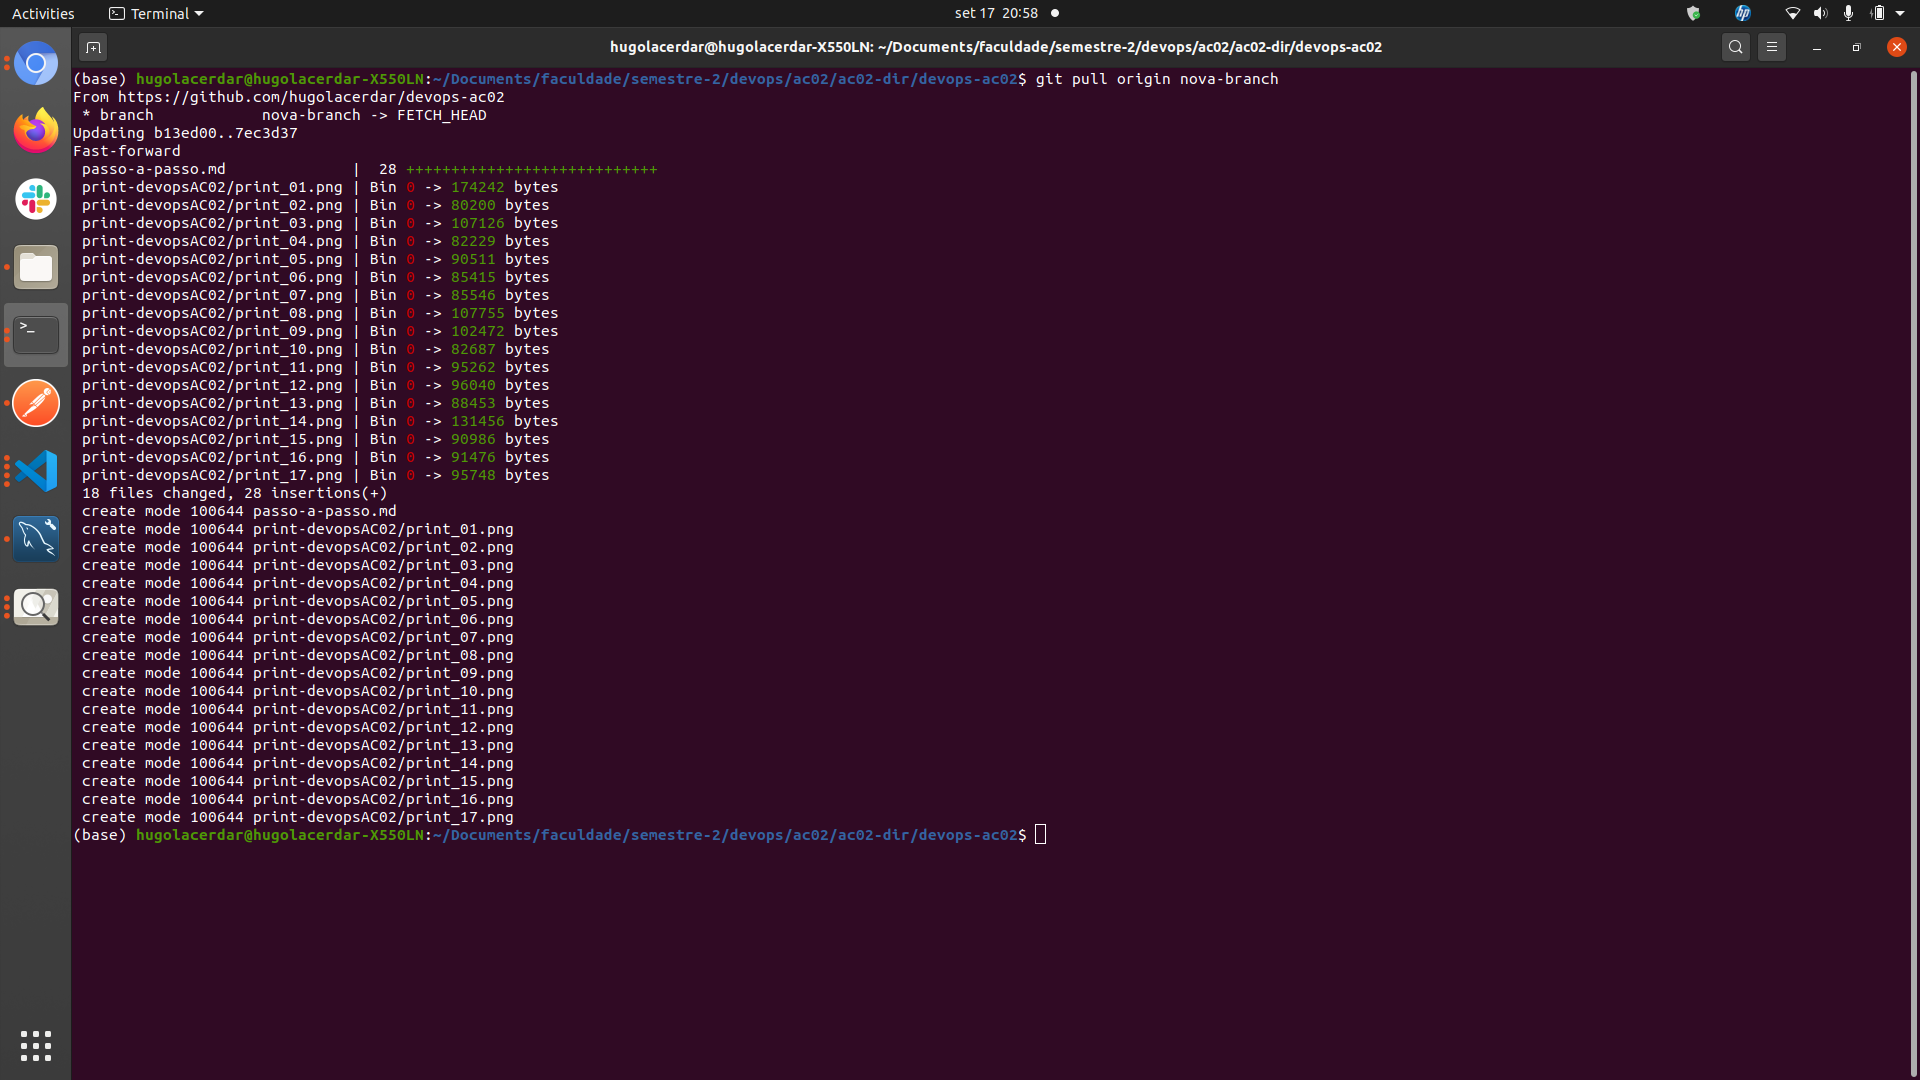 Activities
Terminal
set 17 20:58
hp
hugolacerdar@hugolacerdar-X550LN: ~/Documents/faculdade/semestre-2/devops/ac02/ac02-dir/devops-ac02
(base) hugolacerdar@hugolacerdar-X550LN:~/Documents/faculdade/semestre-2/devops/ac02/ac02-dir/devops-ac02$ git pull origin nova-branch
From https://github.com/hugolacerdar/devops-ac02
 * branch            nova-branch -> FETCH_HEAD
Updating b13ed00..7ec3d37
Fast-forward
 passo-a-passo.md              |  28 ++++++++++++++++++++++++++++
 print-devopsAC02/print_01.png | Bin 0 -> 174242 bytes
 print-devopsAC02/print_02.png | Bin 0 -> 80200 bytes
 print-devopsAC02/print_03.png | Bin 0 -> 107126 bytes
 print-devopsAC02/print_04.png | Bin 0 -> 82229 bytes
 print-devopsAC02/print_05.png | Bin 0 -> 90511 bytes
 print-devopsAC02/print_06.png | Bin 0 -> 85415 bytes
 print-devopsAC02/print_07.png | Bin 0 -> 85546 bytes
 print-devopsAC02/print_08.png | Bin 0 -> 107755 bytes
 print-devopsAC02/print_09.png | Bin 0 -> 102472 bytes
 print-devopsAC02/print_10.png | Bin 0 -> 82687 bytes
 print-devopsAC02/print_11.png | Bin 0 -> 95262 bytes
 print-devopsAC02/print_12.png | Bin 0 -> 96040 bytes
 print-devopsAC02/print_13.png | Bin 0 -> 88453 bytes
 print-devopsAC02/print_14.png | Bin 0 -> 131456 bytes
 print-devopsAC02/print_15.png | Bin 0 -> 90986 bytes
 print-devopsAC02/print_16.png | Bin 0 -> 91476 bytes
 print-devopsAC02/print_17.png | Bin 0 -> 95748 bytes
 18 files changed, 28 insertions(+)
 create mode 100644 passo-a-passo.md
 create mode 100644 print-devopsAC02/print_01.png
 create mode 100644 print-devopsAC02/print_02.png
 create mode 100644 print-devopsAC02/print_03.png
 create mode 100644 print-devopsAC02/print_04.png
 create mode 100644 print-devopsAC02/print_05.png
 create mode 100644 print-devopsAC02/print_06.png
 create mode 100644 print-devopsAC02/print_07.png
 create mode 100644 print-devopsAC02/print_08.png
 create mode 100644 print-devopsAC02/print_09.png
 create mode 100644 print-devopsAC02/print_10.png
 create mode 100644 print-devopsAC02/print_11.png
 create mode 100644 print-devopsAC02/print_12.png
 create mode 100644 print-devopsAC02/print_13.png
 create mode 100644 print-devopsAC02/print_14.png
 create mode 100644 print-devopsAC02/print_15.png
 create mode 100644 print-devopsAC02/print_16.png
 create mode 100644 print-devopsAC02/print_17.png
(base) hugolacerdar@hugolacerdar-X550LN:~/Documents/faculdade/semestre-2/devops/ac02/ac02-dir/devops-ac02$